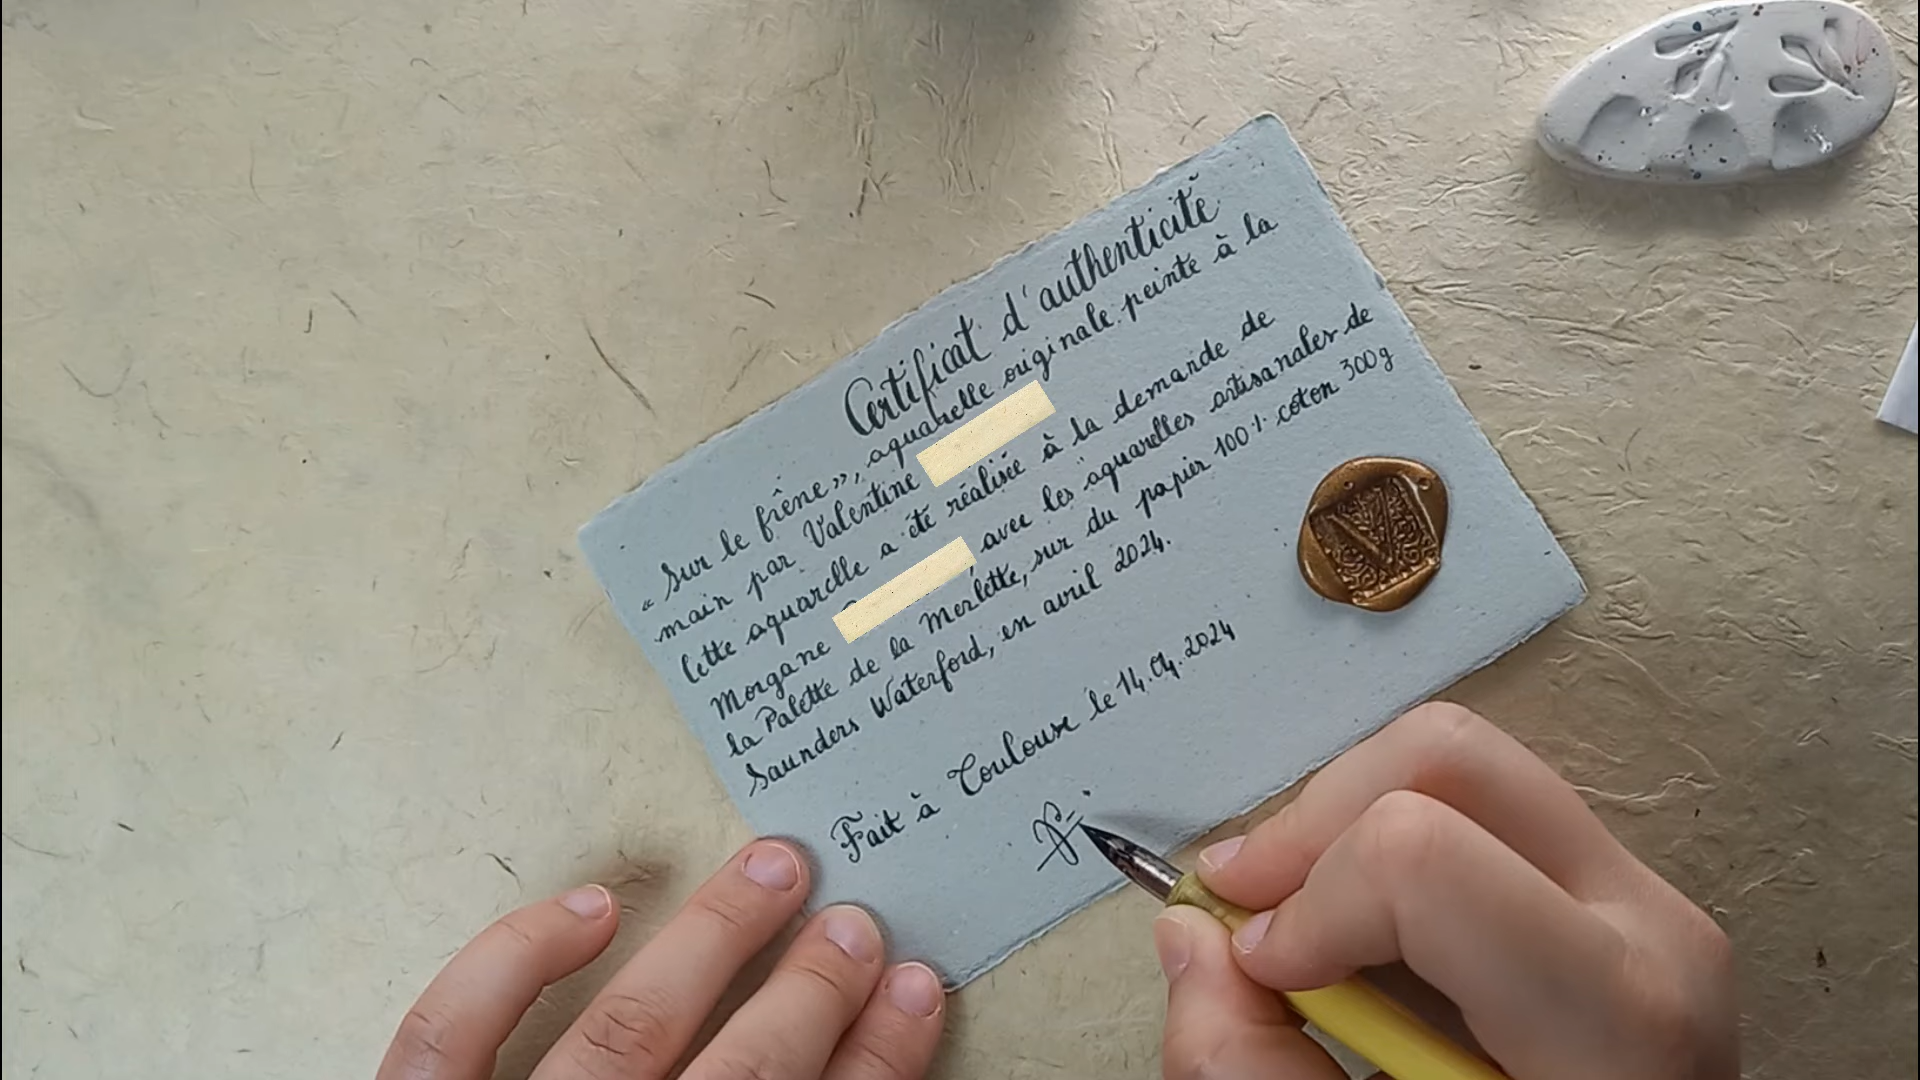 Certificat d'authenticité
« Sur le frêne », aquarelle originale peinte à la
main par Valentine
Cette aquarelle a été réalisée à la demande de
Morgane , avec les aquarelles artisanales de
la Palette de la Merlette, sur du papier 100% coton 300g
Saunders Waterford, en avril 2024.
Fait à Toulouse le 14.04.2024